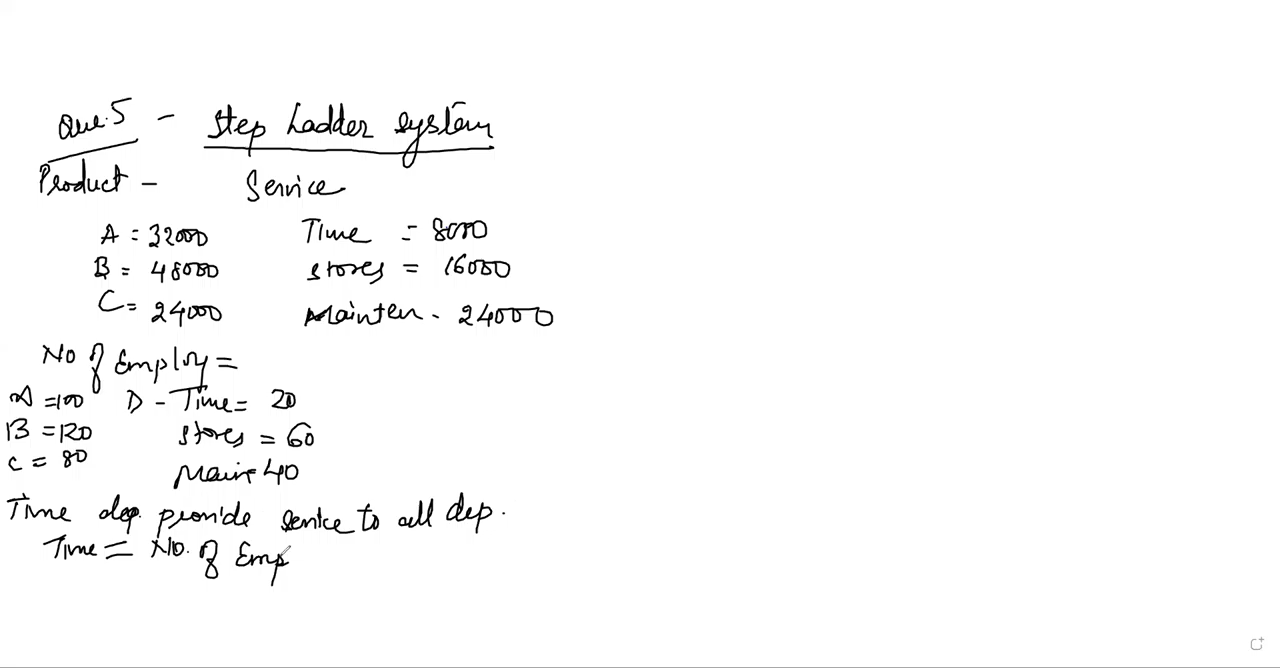 Que.5 - Step Ladder system
Product - Service
A = 32000 Time = 8000
B = 48000 Stores = 16000
C = 24000 Mainten - 24000
No of Employ =
A = 100 D - Time = 20
B = 120 Stores = 60
C = 80 Main - 40
Time dep. provide service to all dep.
Time = No. of Emp